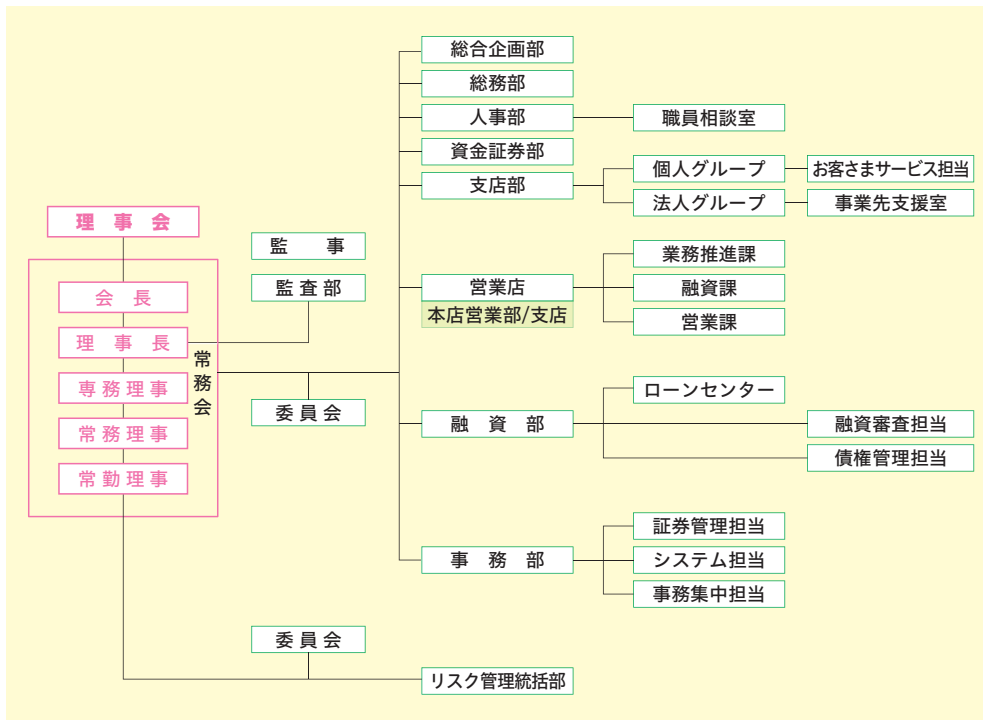 理事会
会長
理事長
専務理事
常務理事
常勤理事
常務会
監事
監査部
委員会
委員会
総合企画部
総務部
人事部
職員相談室
資金証券部
支店部
個人グループ
お客さまサービス担当
法人グループ
事業先支援室
営業店
本店営業部/支店
業務推進課
融資課
営業課
融資部
ローンセンター
融資審査担当
債権管理担当
事務部
証券管理担当
システム担当
事務集中担当
リスク管理統括部